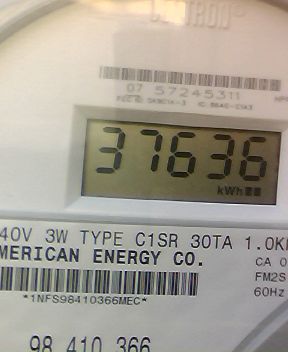 07 57245311
37636
kWh
40V 3W TYPE C1SR 30TA 1.0K
MERICAN ENERGY CO.
CA 0
FM2S
60Hz
*1NFS98410366MEC*
98 410 366